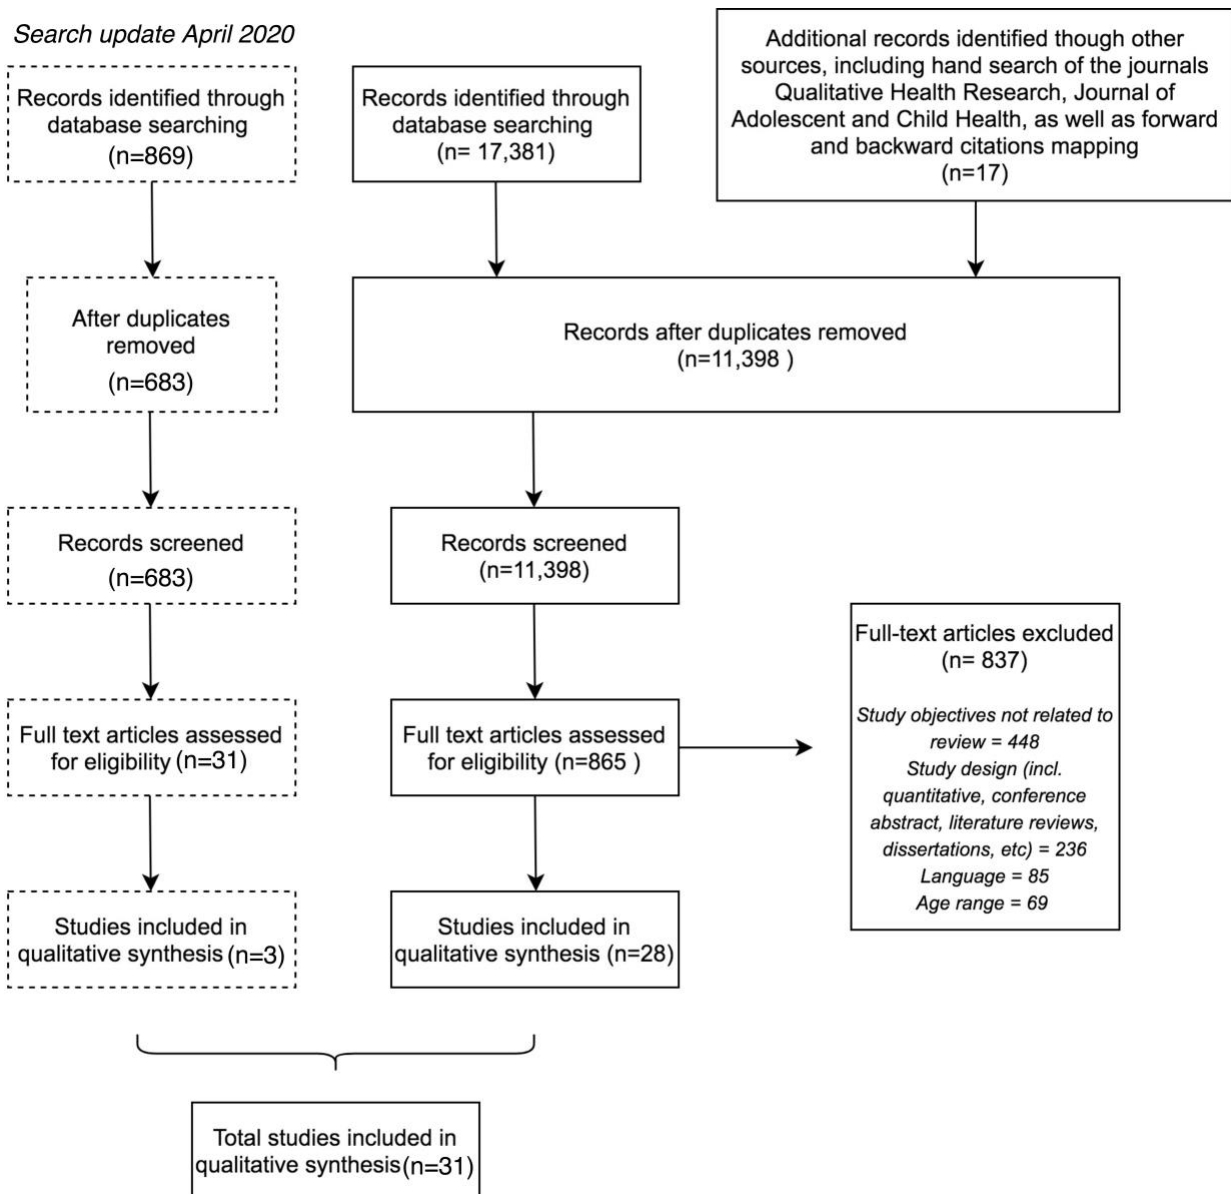 Search update April 2020
Records identified through
database searching
(n=869)
Records identified through
database searching
(n= 17,381)
Additional records identified though other
sources, including hand search of the journals
Qualitative Health Research, Journal of
Adolescent and Child Health, as well as forward
and backward citations mapping
(n=17)
After duplicates
removed
(n=683)
Records after duplicates removed
(n=11,398 )
Records screened
(n=683)
Records screened
(n=11,398)
Full text articles assessed
for eligibility (n=31)
Full text articles assessed
for eligibility (n=865 )
Full-text articles excluded
(n= 837)
Study objectives not related to
review = 448
Study design (incl.
quantitative, conference
abstract, literature reviews,
dissertations, etc) = 236
Language = 85
Age range = 69
Studies included in
qualitative synthesis (n=3)
Studies included in
qualitative synthesis (n=28)
Total studies included in
qualitative synthesis (n=31)